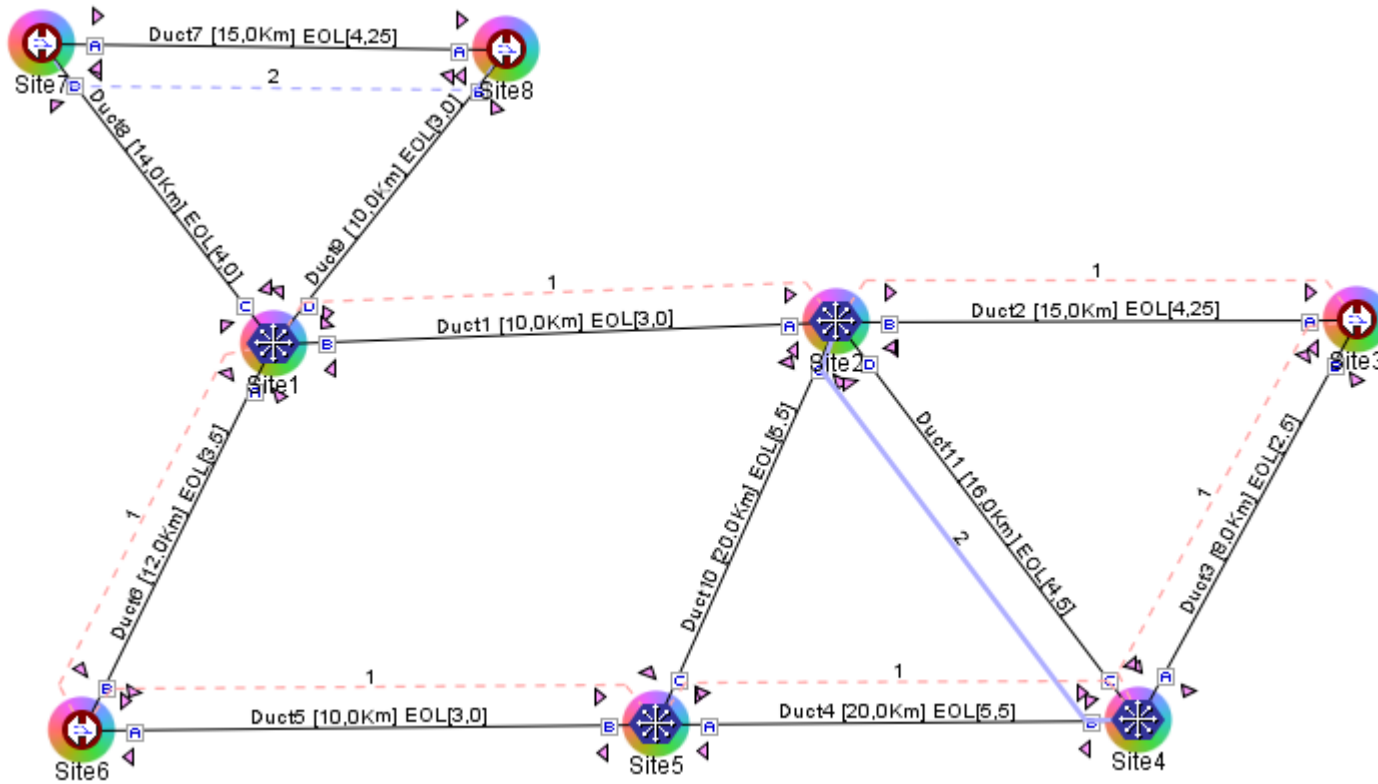 Duct7 [15,0Km] EOL[4,25]
A
A
Site7
Site8
D
2
B
Duct8 [14,0Km] EOL[4,0]
Duct9 [10,0Km] EOL[3,0]
C
D
1
1
Duct1 [10,0Km] EOL[3,0]
Duct2 [15,0Km] EOL[4,25]
B
A
B
A
Site1
Site2
Site3
A
D
B
Duct6 [12,0Km] EOL[3,5]
1
Duct10 [20,0Km] EOL[5,5]
Duct11 [16,0Km] EOL[4,5]
2
Duct3 [8,0Km] EOL[2,5]
1
B
1
C
1
C
A
Duct5 [10,0Km] EOL[3,0]
Duct4 [20,0Km] EOL[5,5]
A
B
A
Site6
Site5
Site4